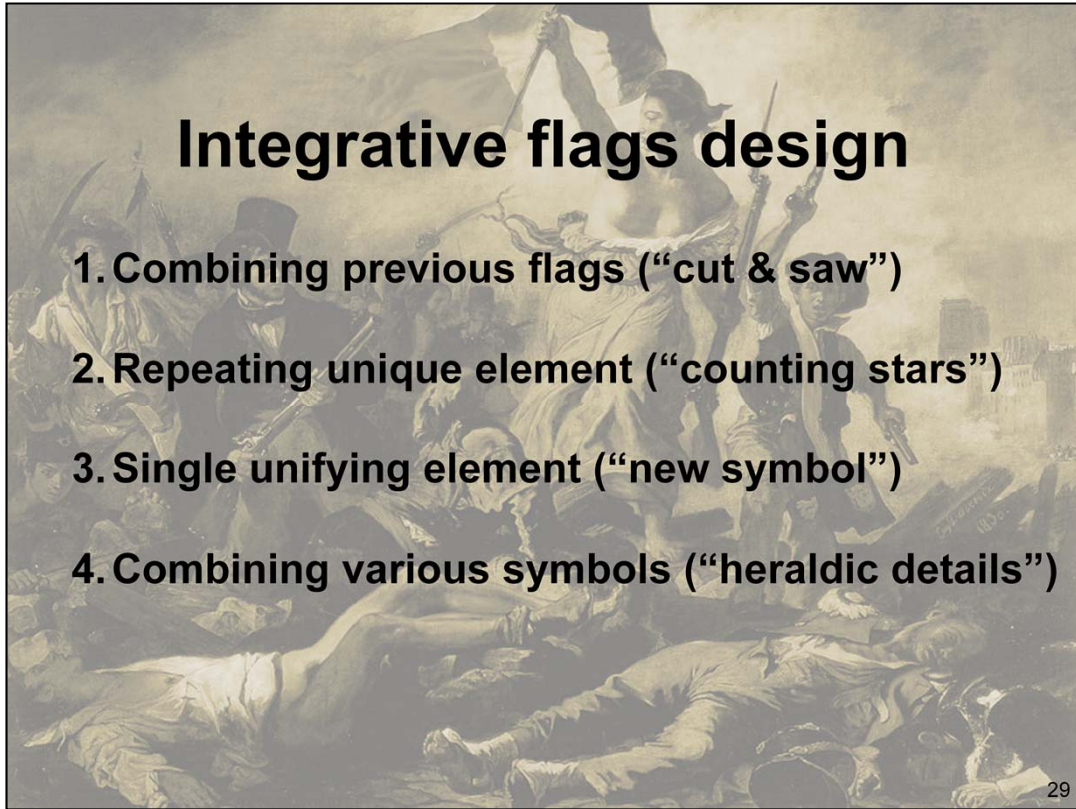 Integrative flags design
1. Combining previous flags (“cut & saw”)
2. Repeating unique element (“counting stars”)
3. Single unifying element (“new symbol”)
4. Combining various symbols (“heraldic details”)
29